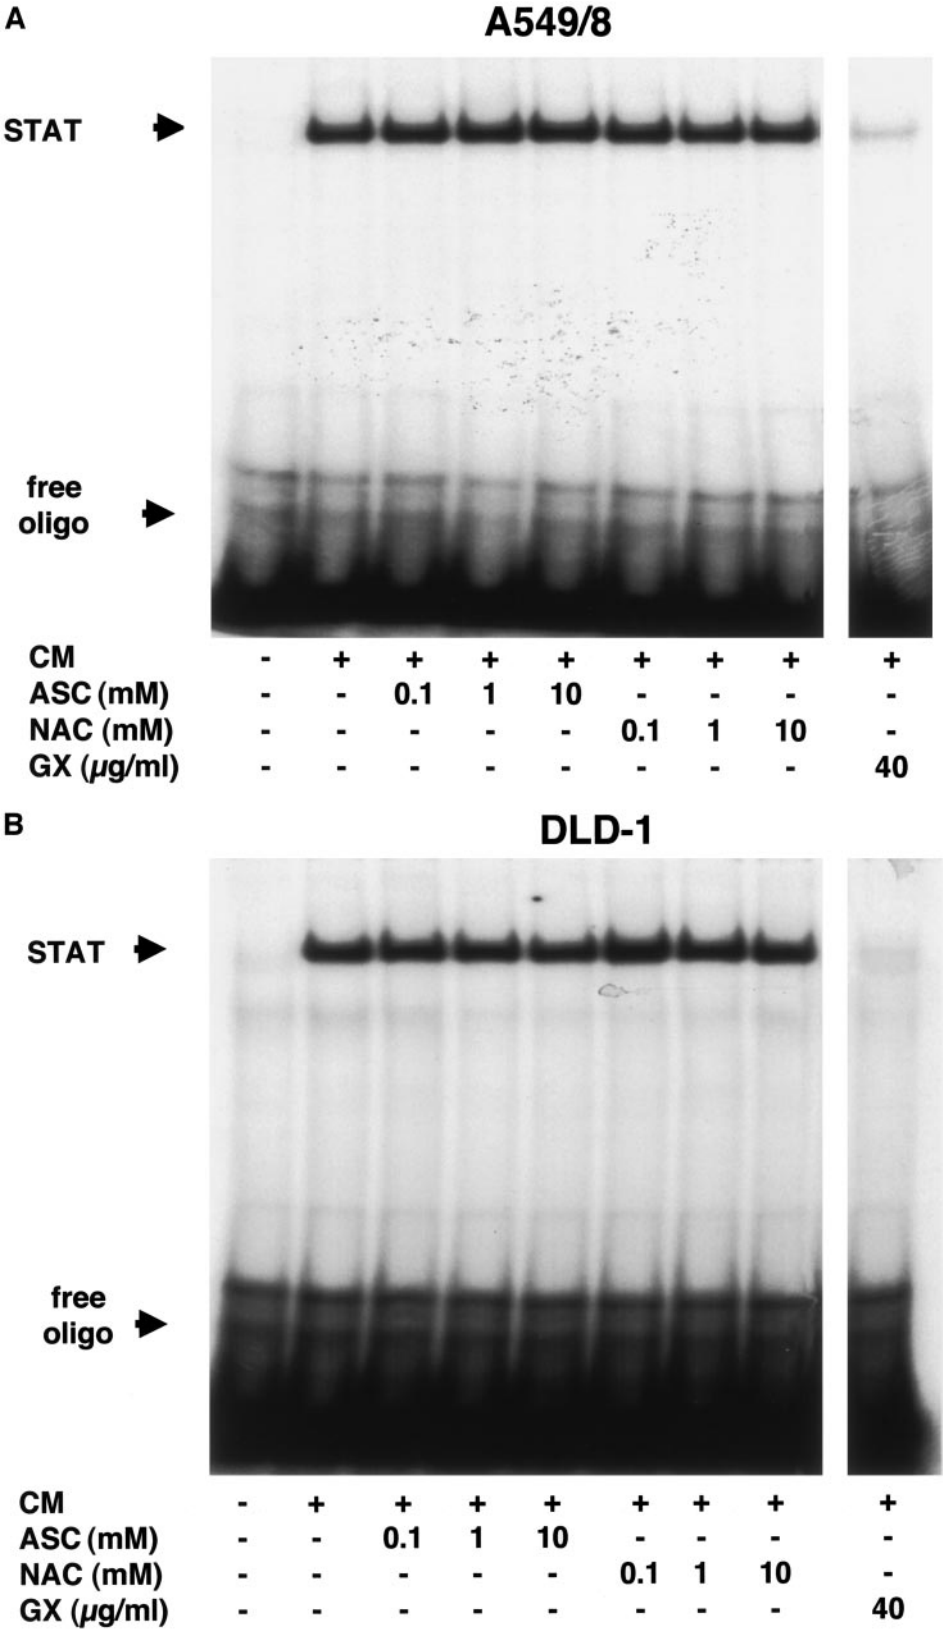 A
A549/8
STAT
free
oligo
CM - + + + + + + + +
ASC (mM) - - 0.1 1 10 - - - -
NAC (mM) - - - - - 0.1 1 10 -
GX (µg/ml) - - - - - - - - 40
B
DLD-1
STAT
free
oligo
CM - + + + + + + + +
ASC (mM) - - 0.1 1 10 - - - -
NAC (mM) - - - - - 0.1 1 10 -
GX (µg/ml) - - - - - - - - 40